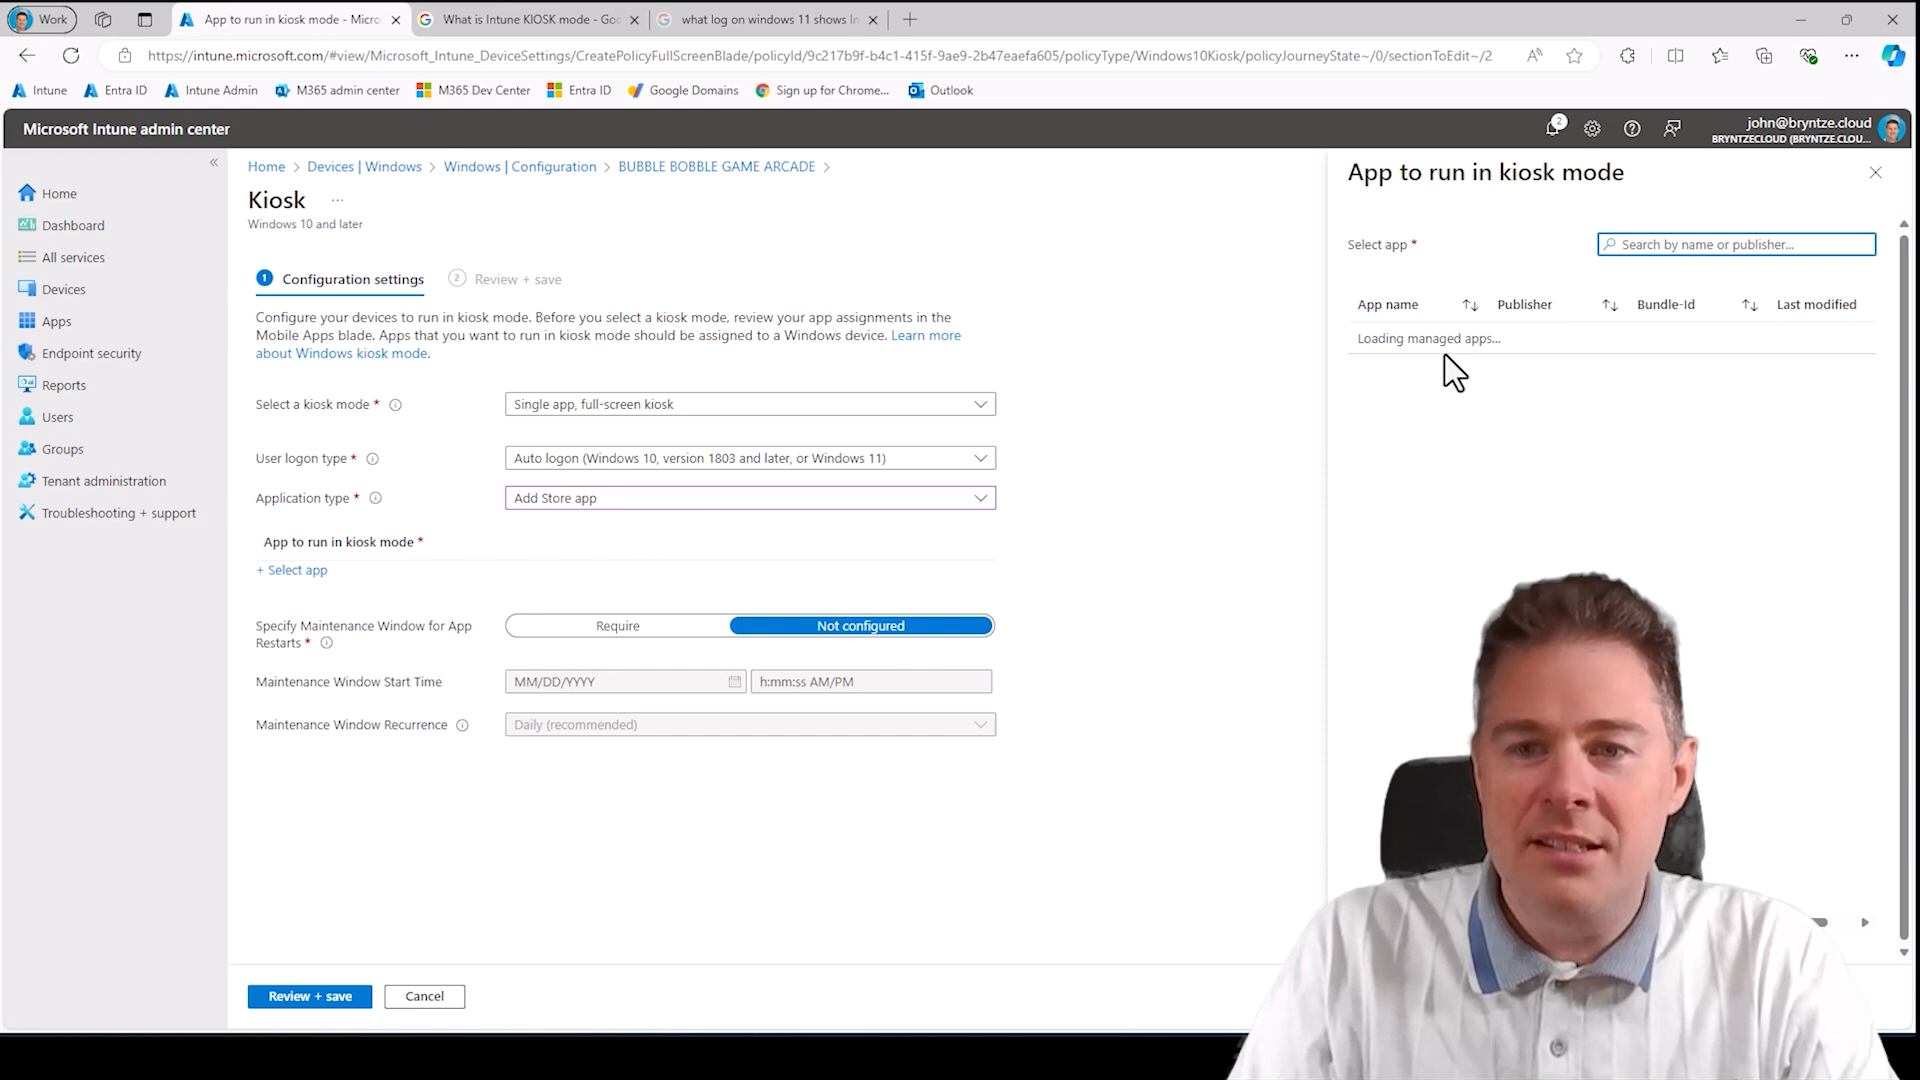 Work
App to run in kiosk mode - Micro
What is Intune KIOSK mode - Goo
what log on windows 11 shows In
https://intune.microsoft.com/#view/Microsoft_Intune_DeviceSettings/CreatePolicyFullScreenBlade/policyId/9c217b9f-b4c1-415f-9ae9-2b47eaefa605/policyType/Windows10Kiosk/policyJourneyState~/0/sectionToEdit~/2
Intune
Entra ID
Intune Admin
M365 admin center
M365 Dev Center
Entra ID
Google Domains
Sign up for Chrome...
Outlook
Microsoft Intune admin center
2
john@bryntze.cloud
BRYNTZECLOUD (BRYNTZE.CLOU...
Home
Dashboard
All services
Devices
Apps
Endpoint security
Reports
Users
Groups
Tenant administration
Troubleshooting + support
Home > Devices | Windows > Windows | Configuration > BUBBLE BOBBLE GAME ARCADE >
Kiosk ...
Windows 10 and later
1 Configuration settings
2 Review + save
Configure your devices to run in kiosk mode. Before you select a kiosk mode, review your app assignments in the
Mobile Apps blade. Apps that you want to run in kiosk mode should be assigned to a Windows device. Learn more
about Windows kiosk mode.
Select a kiosk mode *
Single app, full-screen kiosk
User logon type *
Auto logon (Windows 10, version 1803 and later, or Windows 11)
Application type *
Add Store app
App to run in kiosk mode *
+ Select app
Specify Maintenance Window for App
Restarts *
Require
Not configured
Maintenance Window Start Time
MM/DD/YYYY
h:mm:ss AM/PM
Maintenance Window Recurrence
Daily (recommended)
Review + save
Cancel
App to run in kiosk mode
Select app *
Search by name or publisher...
App name
Publisher
Bundle-Id
Last modified
Loading managed apps...